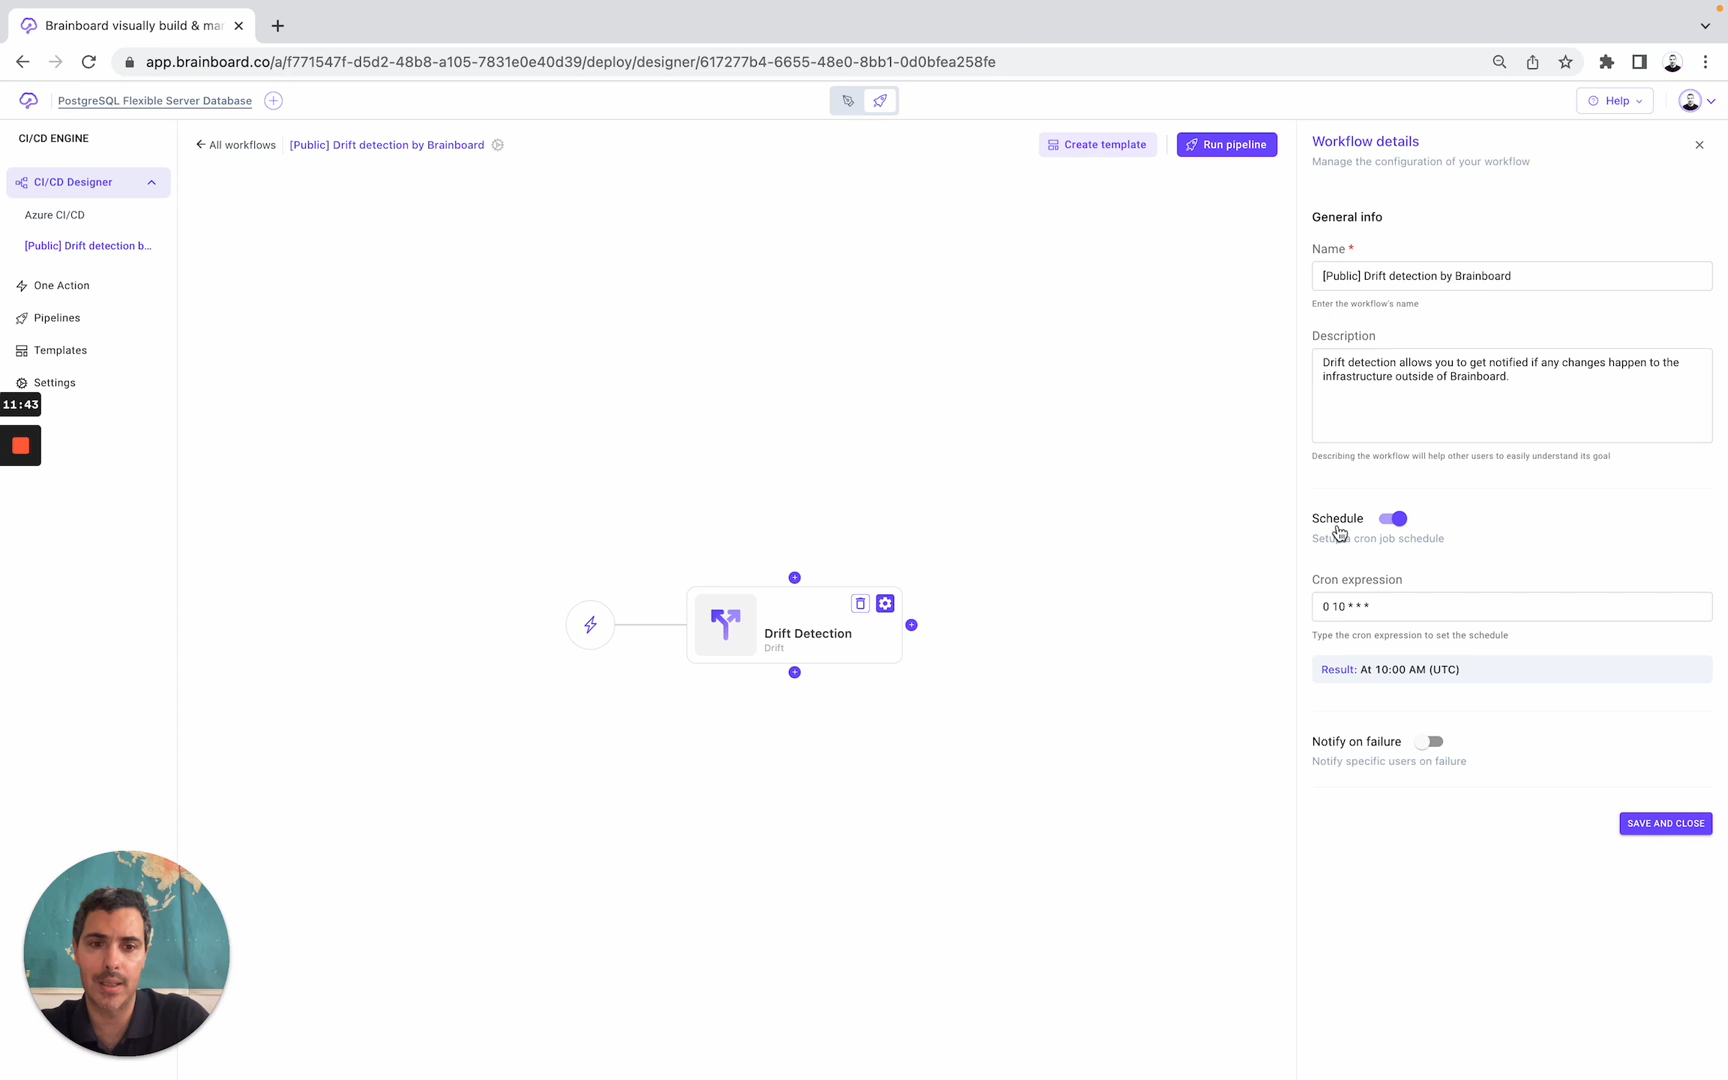 Brainboard visually build & mar
app.brainboard.co/a/f771547f-d5d2-48b8-a105-7831e0e40d39/deploy/designer/617277b4-6655-48e0-8bb1-0d0bfea258fe
PostgreSQL Flexible Server Database
Help
CI/CD ENGINE
CI/CD Designer
Azure CI/CD
[Public] Drift detection b...
One Action
Pipelines
Templates
Settings
11:43
All workflows
[Public] Drift detection by Brainboard
Create template
Run pipeline
Drift Detection
Drift
Workflow details
Manage the configuration of your workflow
General info
Name *
[Public] Drift detection by Brainboard
Enter the workflow's name
Description
Drift detection allows you to get notified if any changes happen to the
infrastructure outside of Brainboard.
Describing the workflow will help other users to easily understand its goal
Schedule
Setup a cron job schedule
Cron expression
0 10 * * *
Type the cron expression to set the schedule
Result: At 10:00 AM (UTC)
Notify on failure
Notify specific users on failure
SAVE AND CLOSE